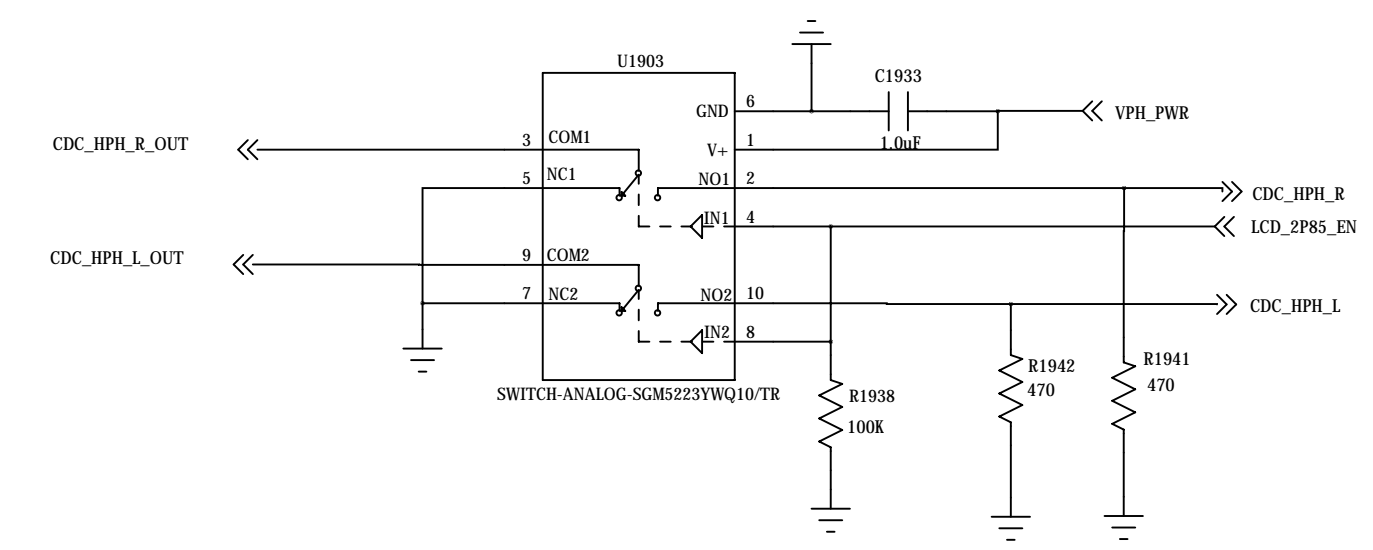 U1903
C1933
GND
6
VPH_PWR
1.0uF
CDC_HPH_R_OUT
3
COM1
V+
1
5
NC1
NO1
2
CDC_HPH_R
IN1
4
LCD_2P85_EN
CDC_HPH_L_OUT
9
COM2
7
NC2
NO2
10
CDC_HPH_L
IN2
8
R1942
470
R1941
470
SWITCH-ANALOG-SGM5223YWQ10/TR
R1938
100K